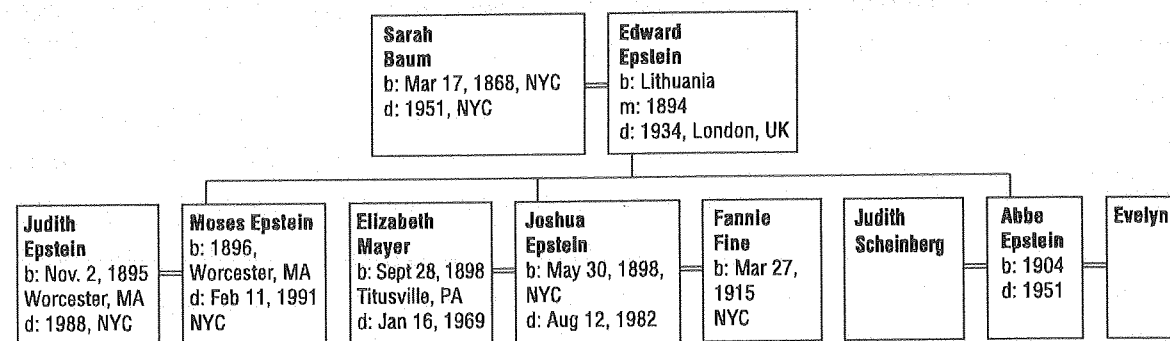 Sarah
Baum
b: Mar 17, 1868, NYC
d: 1951, NYC
Edward
Epstein
b: Lithuania
m: 1894
d: 1934, London, UK
Judith
Epstein
b: Nov. 2, 1895
Worcester, MA
d: 1988, NYC
Moses Epstein
b: 1896,
Worcester, MA
d: Feb 11, 1991
NYC
Elizabeth
Mayer
b: Sept 28, 1898
Titusville, PA
d: Jan 16, 1969
Joshua
Epstein
b: May 30, 1898,
NYC
d: Aug 12, 1982
Fannie
Fine
b: Mar 27,
1915
NYC
Judith
Scheinberg
Abbe
Epstein
b: 1904
d: 1951
Evelyn